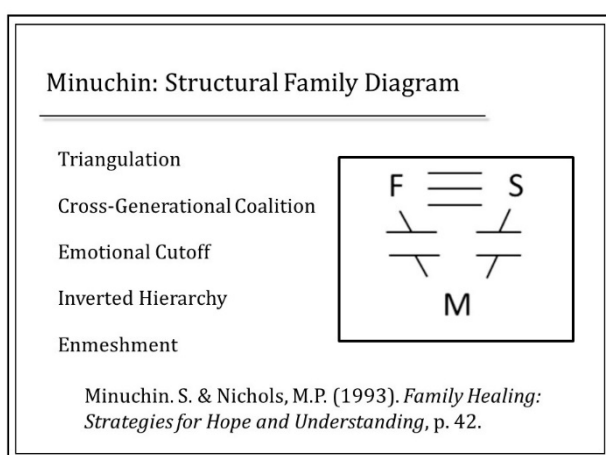 Minuchin: Structural Family Diagram
Triangulation
Cross-Generational Coalition
Emotional Cutoff
Inverted Hierarchy
Enmeshment
F S
M
Minuchin. S. & Nichols, M.P. (1993). Family Healing:
Strategies for Hope and Understanding, p. 42.